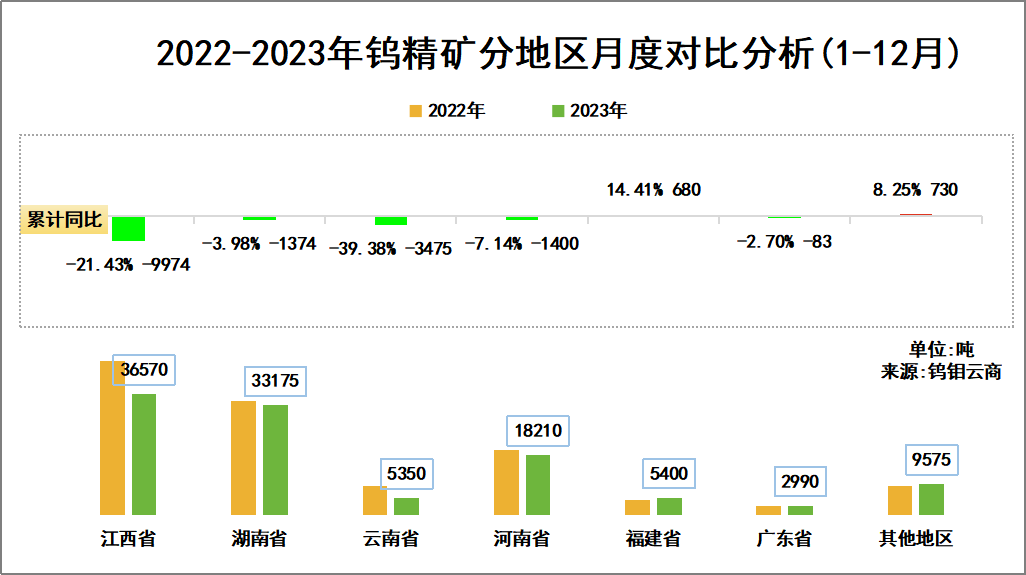 2022-2023年钨精矿分地区月度对比分析(1-12月)
2022年 2023年
14.41% 680
8.25% 730
累计同比
-3.98% -1374
-39.38% -3475
-7.14% -1400
-2.70% -83
-21.43% -9974
单位:吨
来源:钨钼云商
36570
33175
5350
18210
5400
2990
9575
江西省 湖南省 云南省 河南省 福建省 广东省 其他地区